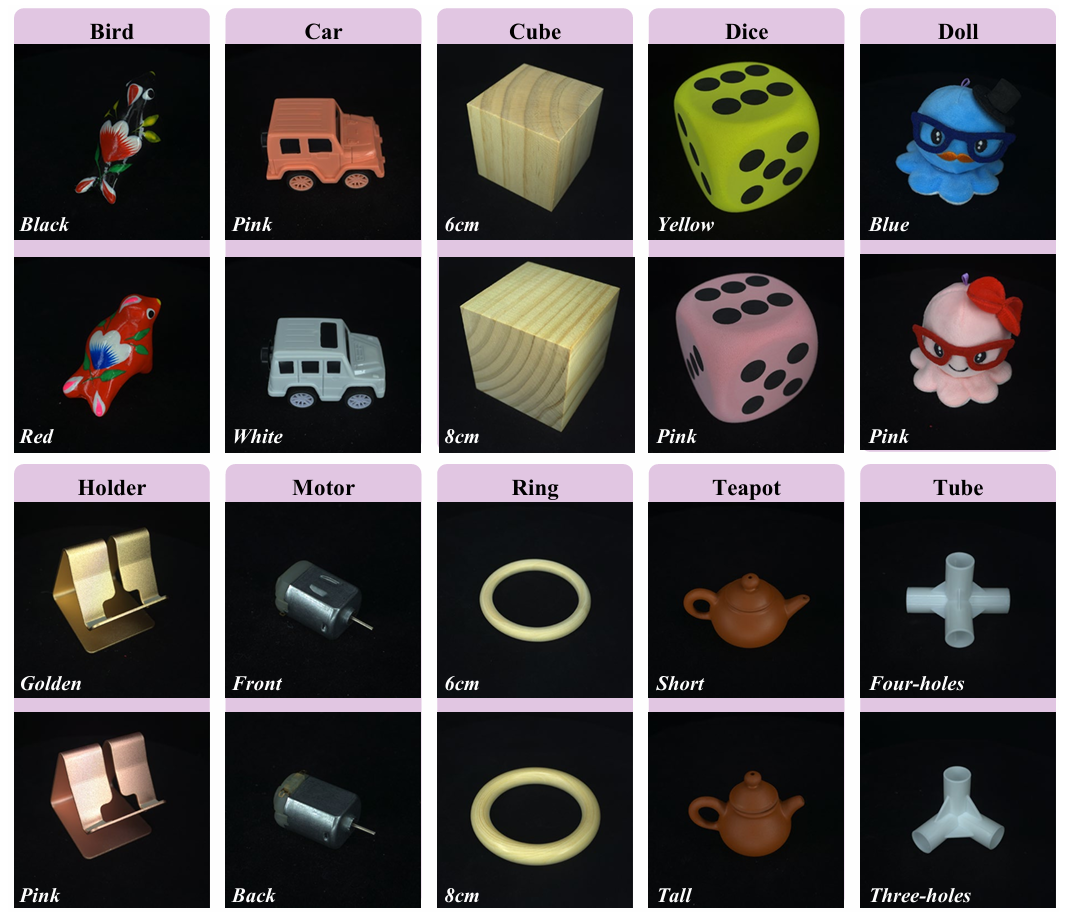 Bird
Car
Cube
Dice
Doll
Black
Pink
6cm
Yellow
Blue
Red
White
8cm
Pink
Pink
Holder
Motor
Ring
Teapot
Tube
Golden
Front
6cm
Short
Four-holes
Pink
Back
8cm
Tall
Three-holes